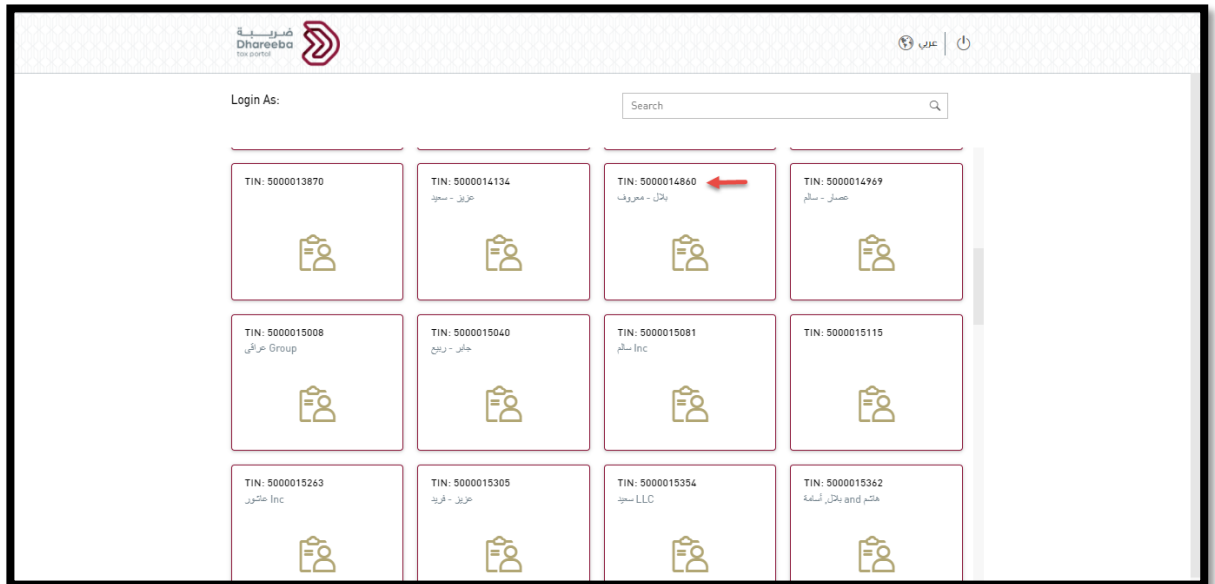 ضريبة
Dhareeba
tax portal
عربي
Login As:
Search
TIN: 5000013870
TIN: 5000014134
عزيز - سعيد
TIN: 5000014860
بلال - معروف
TIN: 5000014969
عصار - سالم
TIN: 5000015008
عراقي Group
TIN: 5000015040
جابر - ربيع
TIN: 5000015081
سالم Inc
TIN: 5000015115
TIN: 5000015263
عاشور Inc
TIN: 5000015305
عزيز - فريد
TIN: 5000015354
سعيد LLC
TIN: 5000015362
هاشم and بلال, أسامة